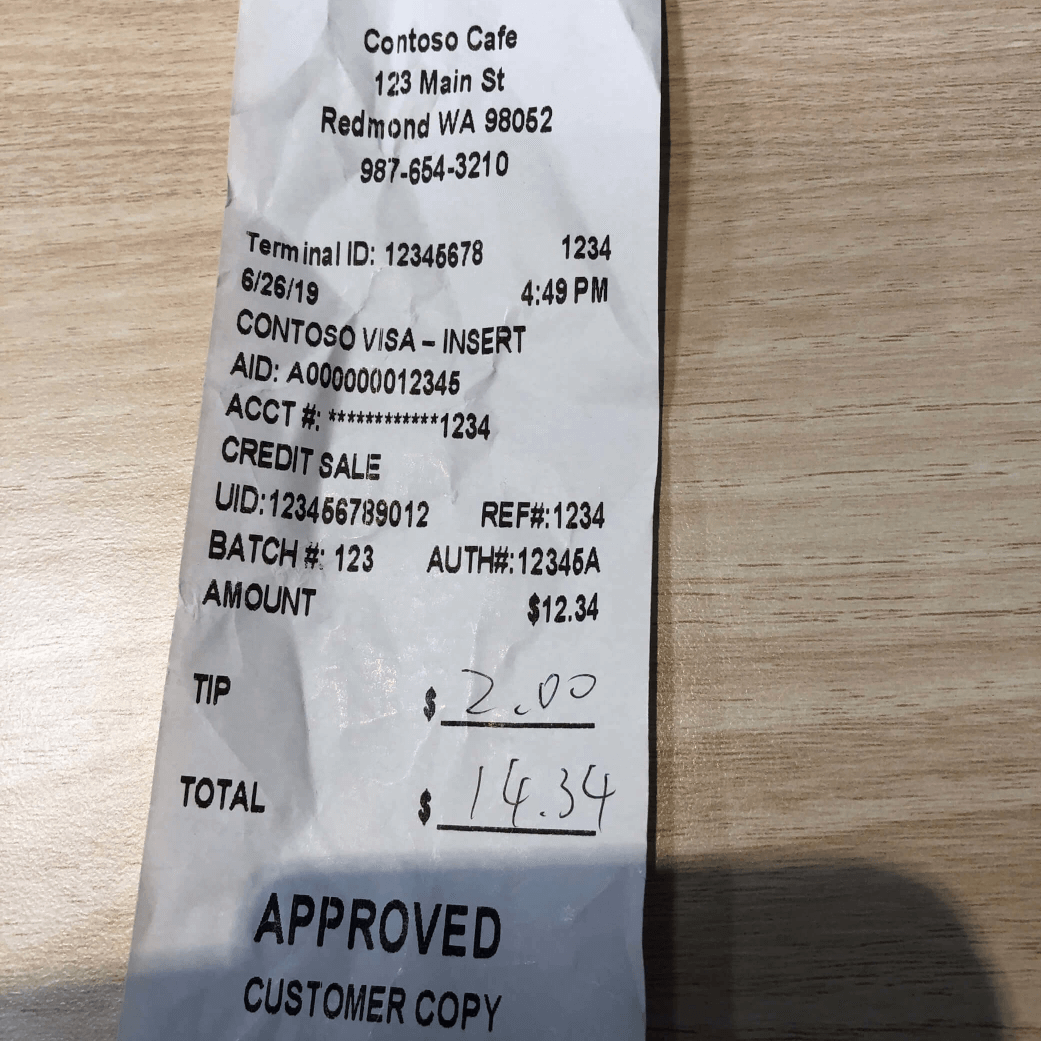 Contoso Cafe
123 Main St
Redmond WA 98052
987-654-3210
Terminal ID: 12345678 1234
6/26/19 4:49 PM
CONTOSO VISA – INSERT
AID: A000000012345
ACCT #: ************1234
CREDIT SALE
UID:123456789012 REF#:1234
BATCH #: 123 AUTH#:12345A
AMOUNT $12.34
TIP $ 2.00
TOTAL $ 14.34
APPROVED
CUSTOMER COPY